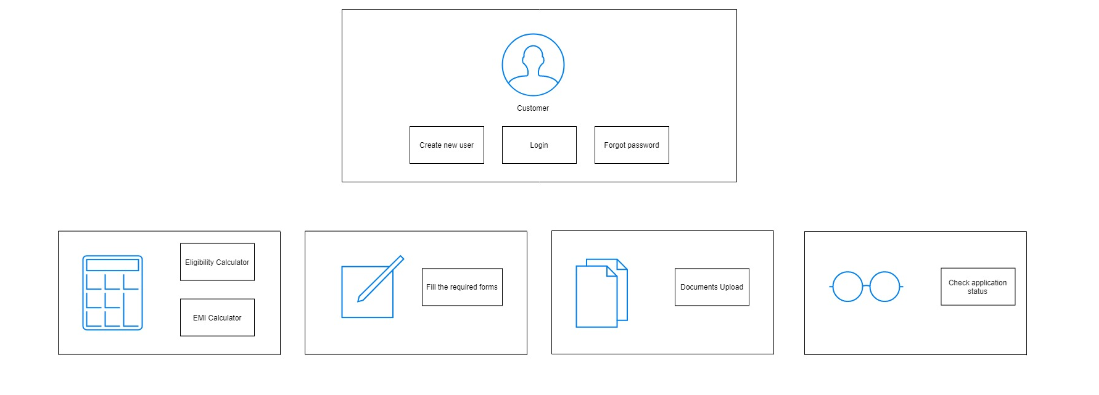 Customer
Create new user
Login
Forgot password
Eligibility Calculator
EMI Calculator
Fill the required forms
Documents Upload
Check application
status